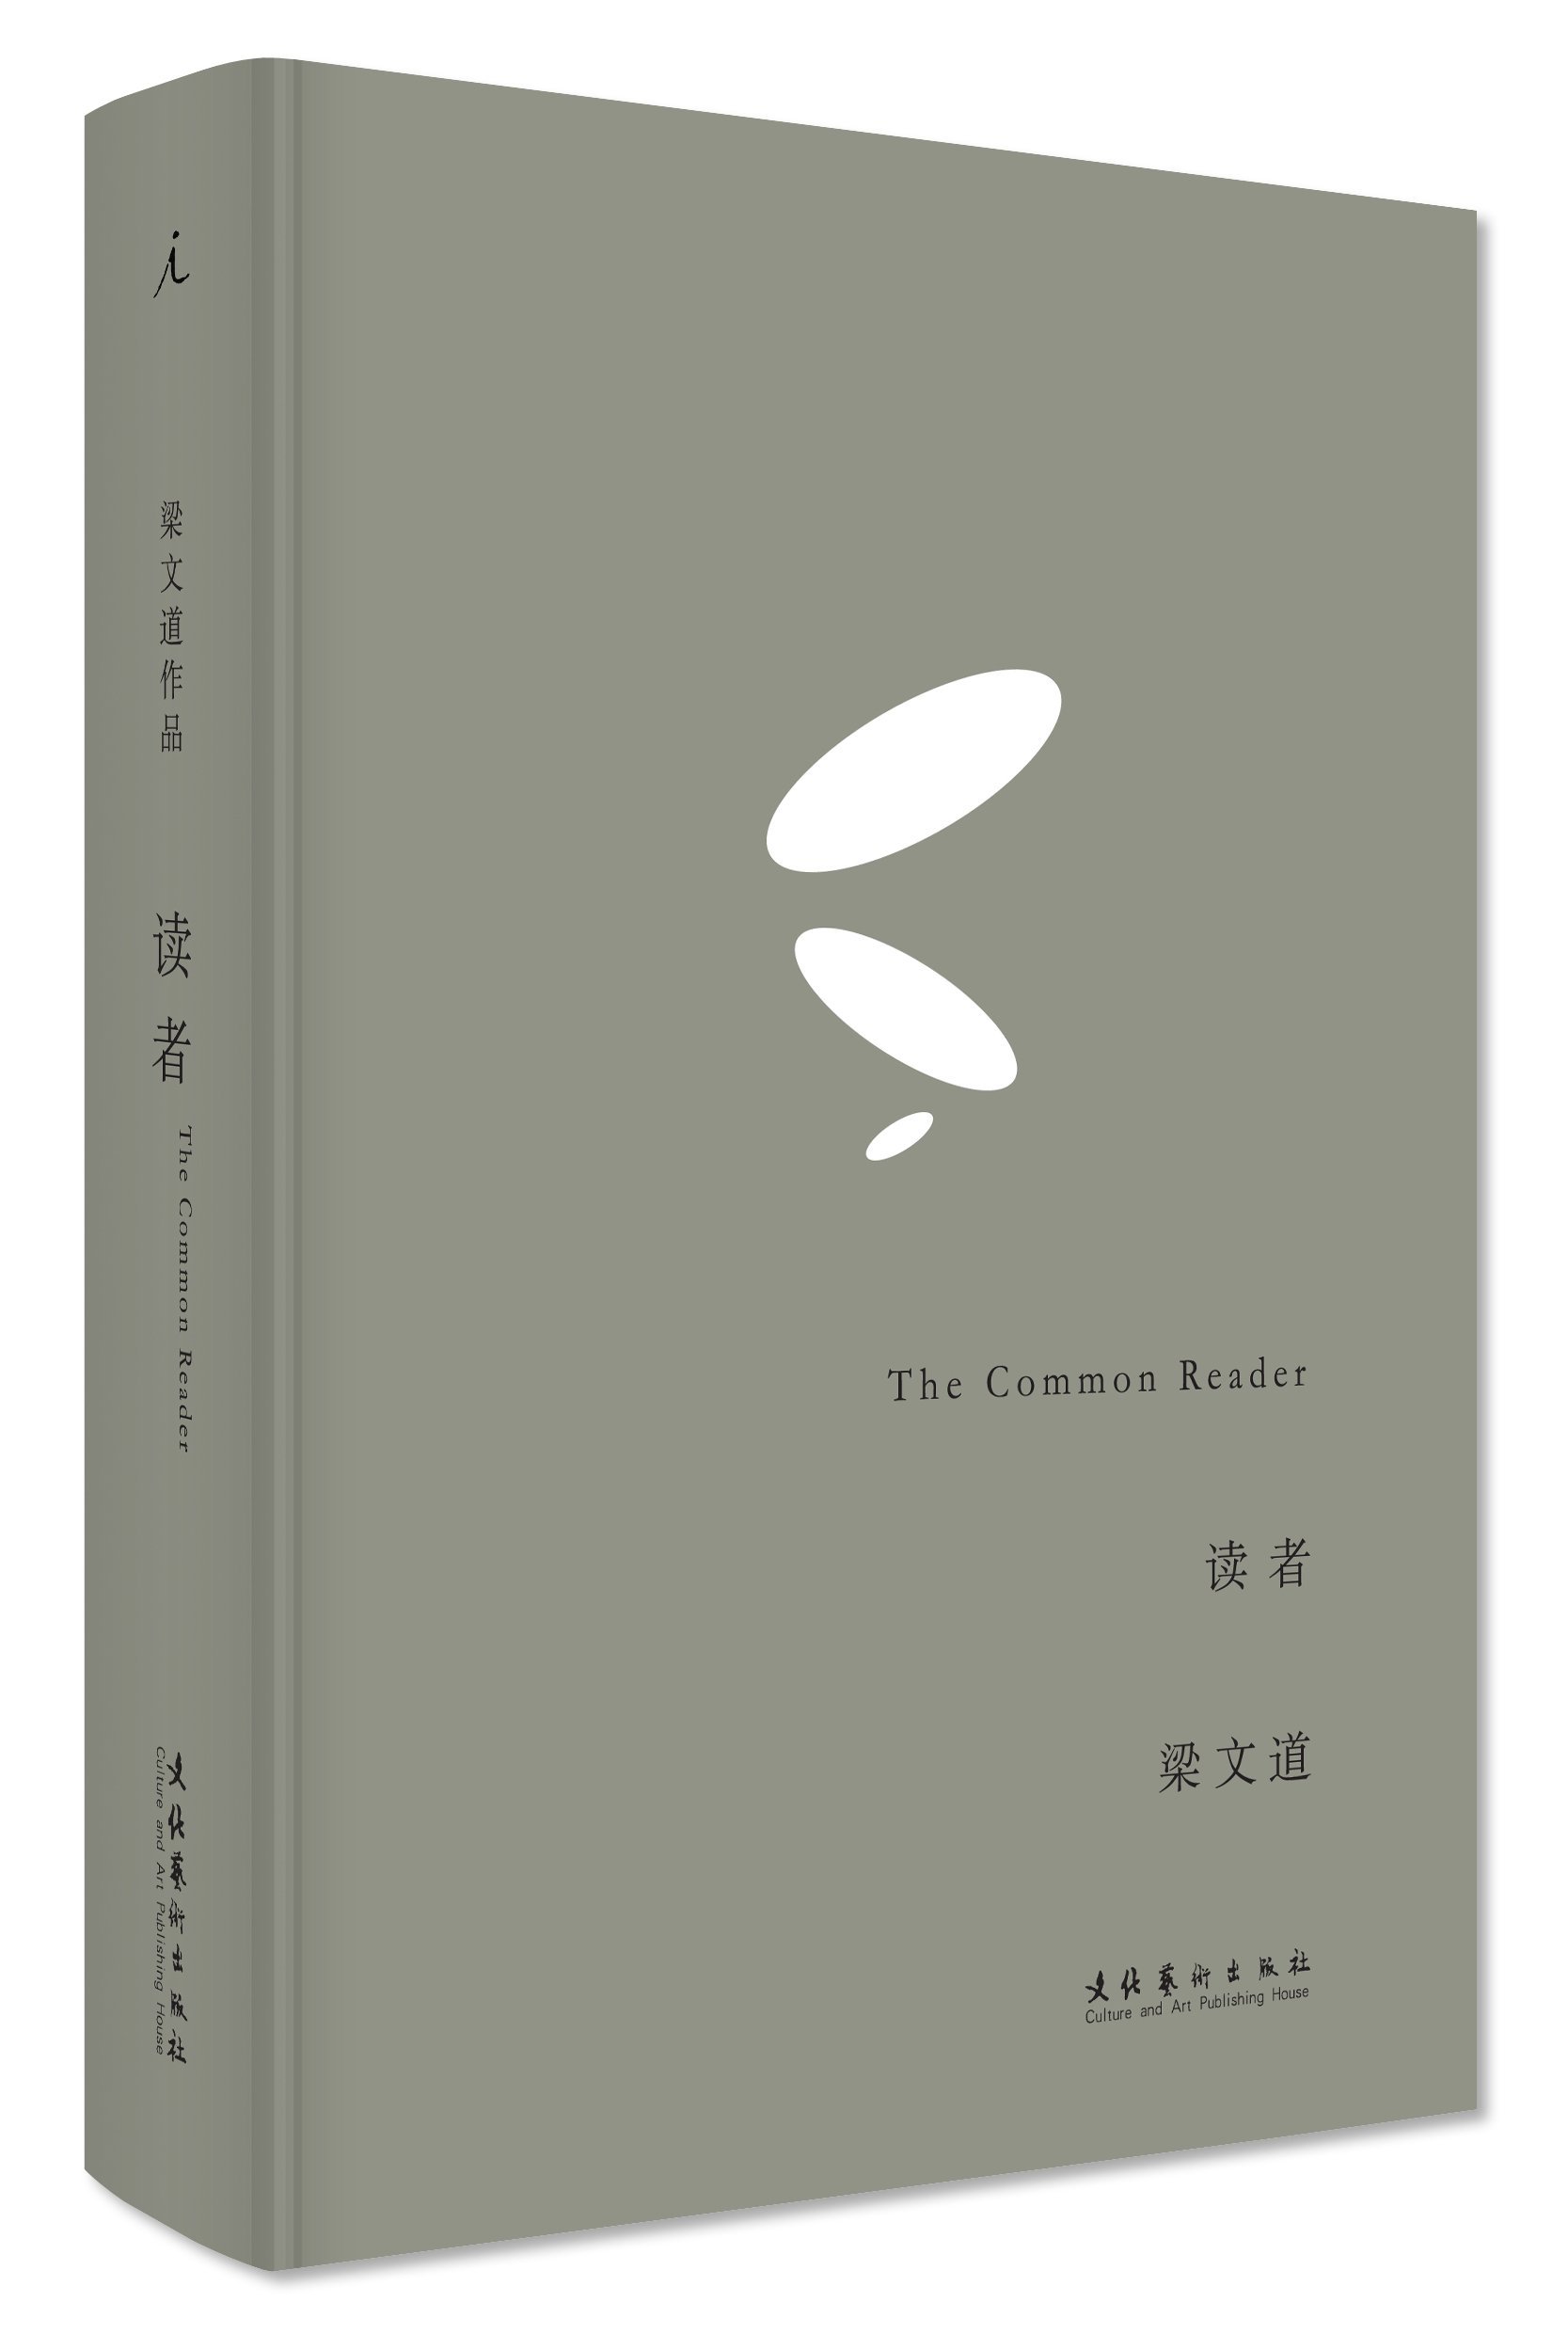 i
梁文道作品
读者
The Common Reader
文化藝術出版社
Culture and Art Publishing House
The Common Reader
读者
梁文道
文化藝術出版社
Culture and Art Publishing House